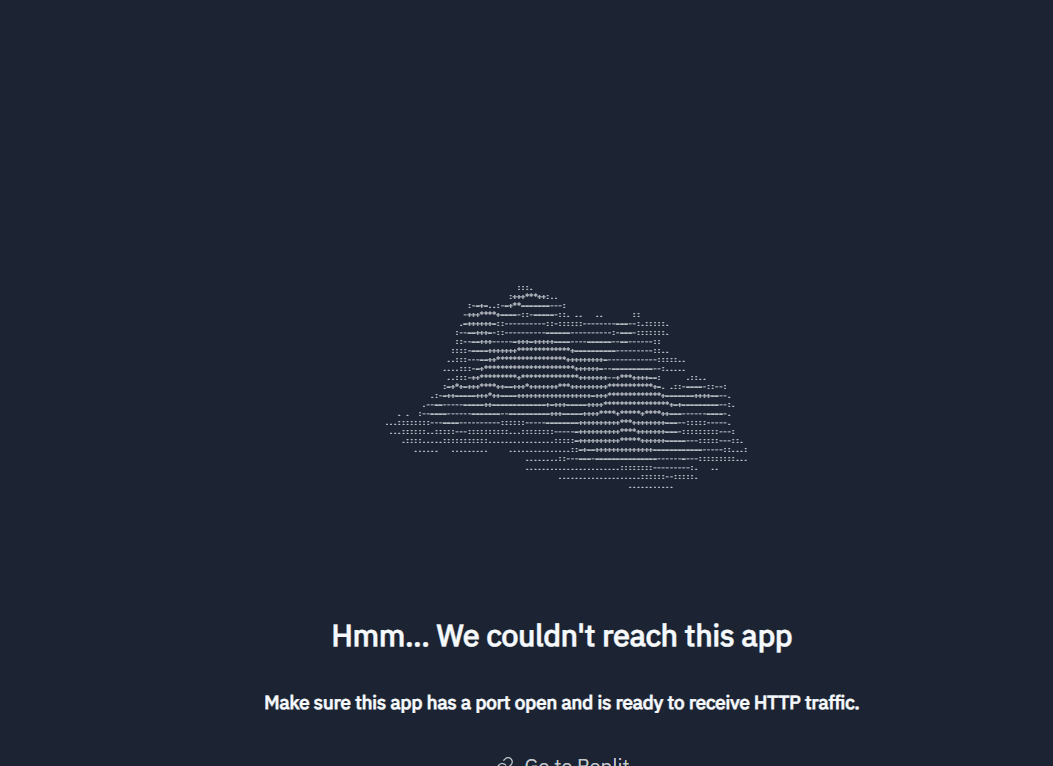 Hmm... We couldn't reach this app
Make sure this app has a port open and is ready to receive HTTP traffic.
Go to Replit